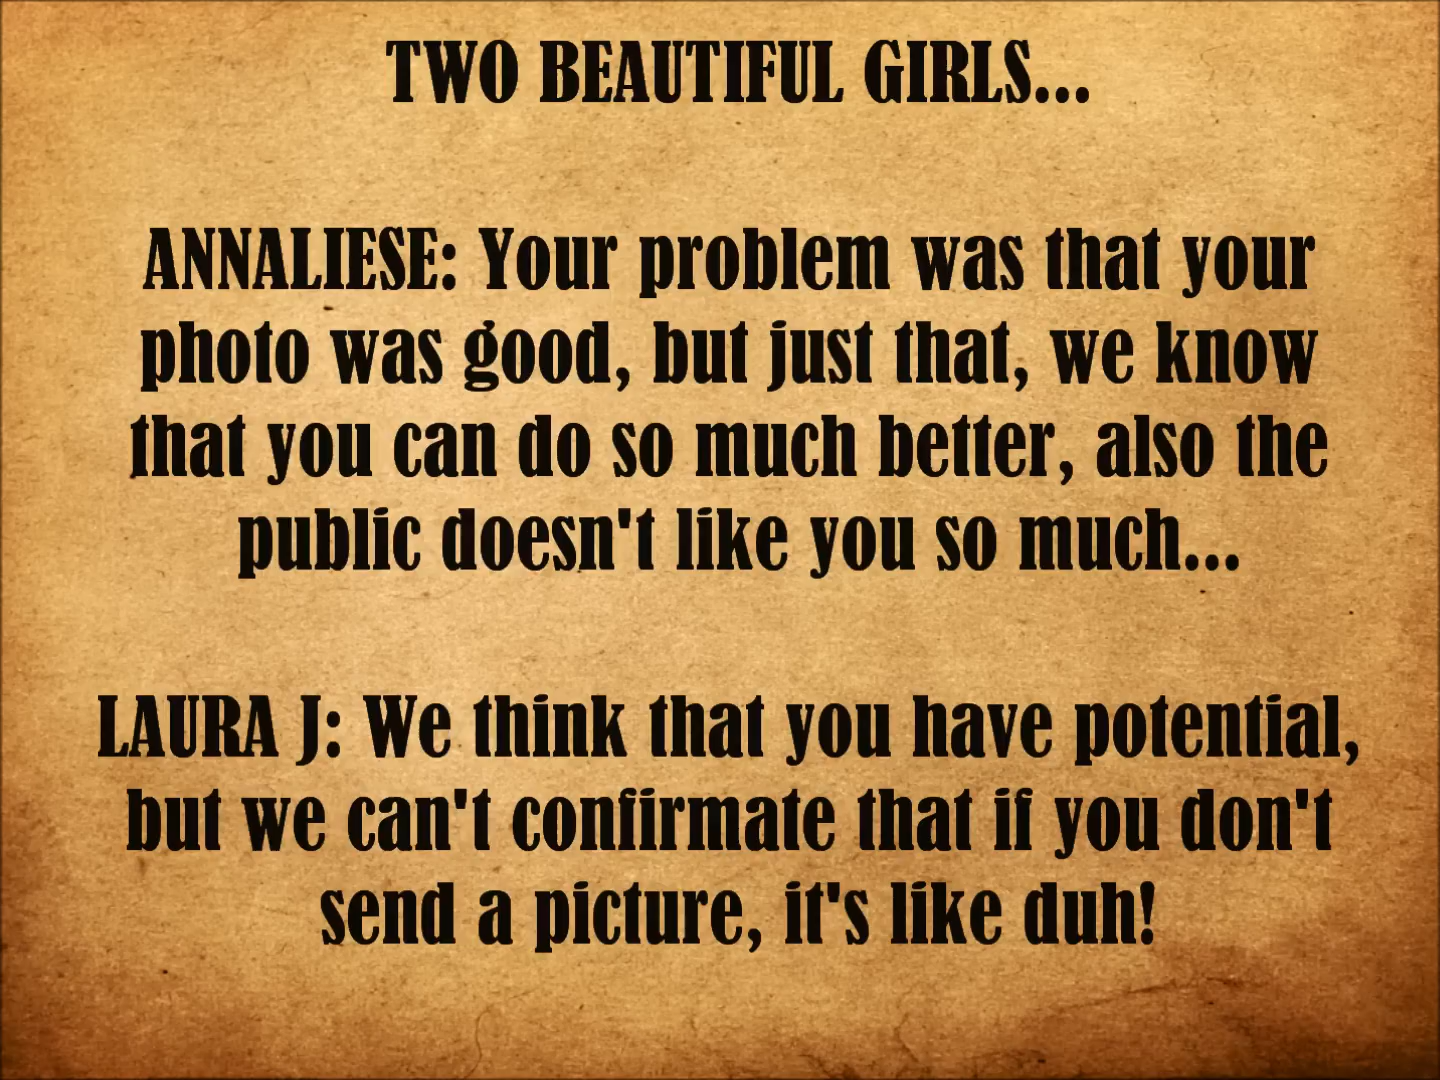 TWO BEAUTIFUL GIRLS...
ANNALIESE: Your problem was that your
photo was good, but just that, we know
that you can do so much better, also the
public doesn't like you so much...
LAURA J: We think that you have potential,
but we can't confirmate that if you don't
send a picture, it's like duh!